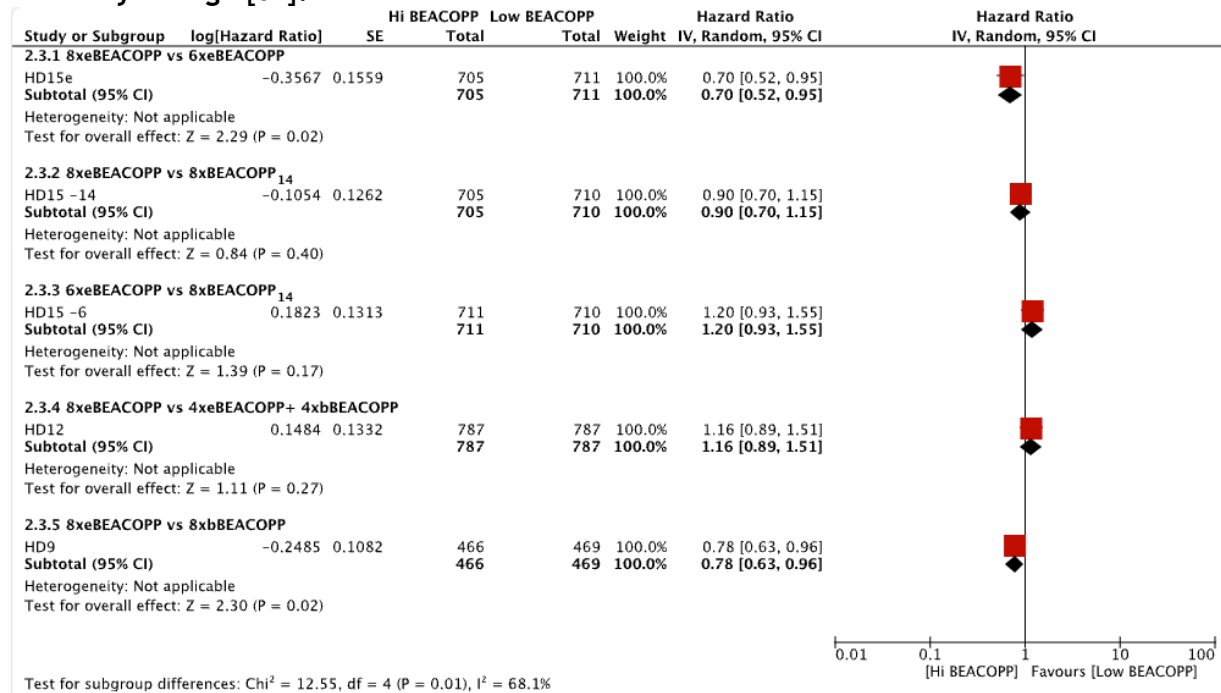 Hi BEACOPP Low BEACOPP Hazard Ratio Hazard Ratio
Study or Subgroup log[Hazard Ratio] SE Total Total Weight IV, Random, 95% CI IV, Random, 95% CI
2.3.1 8xeBEACOPP vs 6xeBEACOPP
HD15e −0.3567 0.1559 705 711 100.0% 0.70 [0.52, 0.95]
Subtotal (95% CI) 705 711 100.0% 0.70 [0.52, 0.95]
Heterogeneity: Not applicable
Test for overall effect: Z = 2.29 (P = 0.02)
2.3.2 8xeBEACOPP vs 8xBEACOPP14
HD15 −14 −0.1054 0.1262 705 710 100.0% 0.90 [0.70, 1.15]
Subtotal (95% CI) 705 710 100.0% 0.90 [0.70, 1.15]
Heterogeneity: Not applicable
Test for overall effect: Z = 0.84 (P = 0.40)
2.3.3 6xeBEACOPP vs 8xBEACOPP14
HD15 −6 0.1823 0.1313 711 710 100.0% 1.20 [0.93, 1.55]
Subtotal (95% CI) 711 710 100.0% 1.20 [0.93, 1.55]
Heterogeneity: Not applicable
Test for overall effect: Z = 1.39 (P = 0.17)
2.3.4 8xeBEACOPP vs 4xeBEACOPP+ 4xbBEACOPP
HD12 0.1484 0.1332 787 787 100.0% 1.16 [0.89, 1.51]
Subtotal (95% CI) 787 787 100.0% 1.16 [0.89, 1.51]
Heterogeneity: Not applicable
Test for overall effect: Z = 1.11 (P = 0.27)
2.3.5 8xeBEACOPP vs 8xbBEACOPP
HD9 −0.2485 0.1082 466 469 100.0% 0.78 [0.63, 0.96]
Subtotal (95% CI) 466 469 100.0% 0.78 [0.63, 0.96]
Heterogeneity: Not applicable
Test for overall effect: Z = 2.30 (P = 0.02)
0.01 0.1 1 10 100
[Hi BEACOPP] Favours [Low BEACOPP]
Test for subgroup differences: Chi² = 12.55, df = 4 (P = 0.01), I² = 68.1%